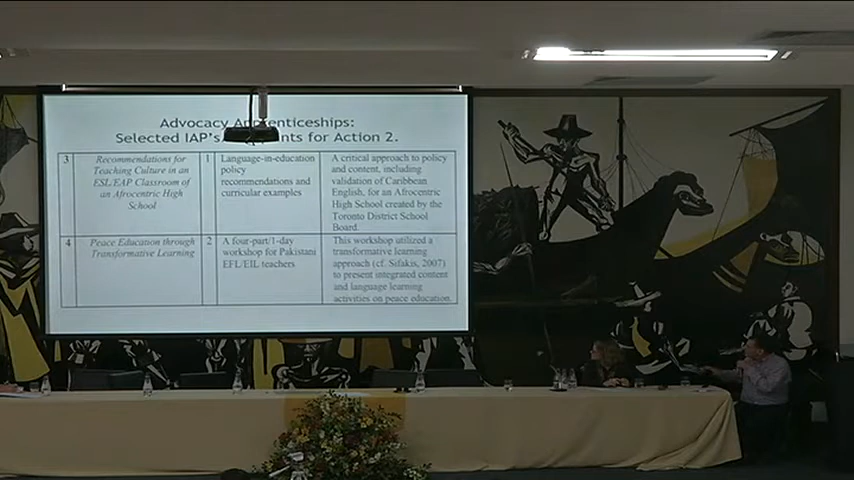 Advocacy Apprenticeships:
Selected IAP's nts for Action 2.
3
Recommendations for
Teaching Culture in an
ESL/EAP Classroom of
an Afrocentric High
School
1
Language-in-education
policy
recommendations and
curricular examples
A critical approach to policy
and content, including
validation of Caribbean
English, for an Afrocentric
High School created by the
Toronto District School
Board.
4
Peace Education through
Transformative Learning
2
A four-part/1-day
workshop for Pakistani
EFL/EIL teachers
This workshop utilized a
transformative learning
approach (cf. Sifakis, 2007)
to present integrated content
and language learning
activities on peace education.